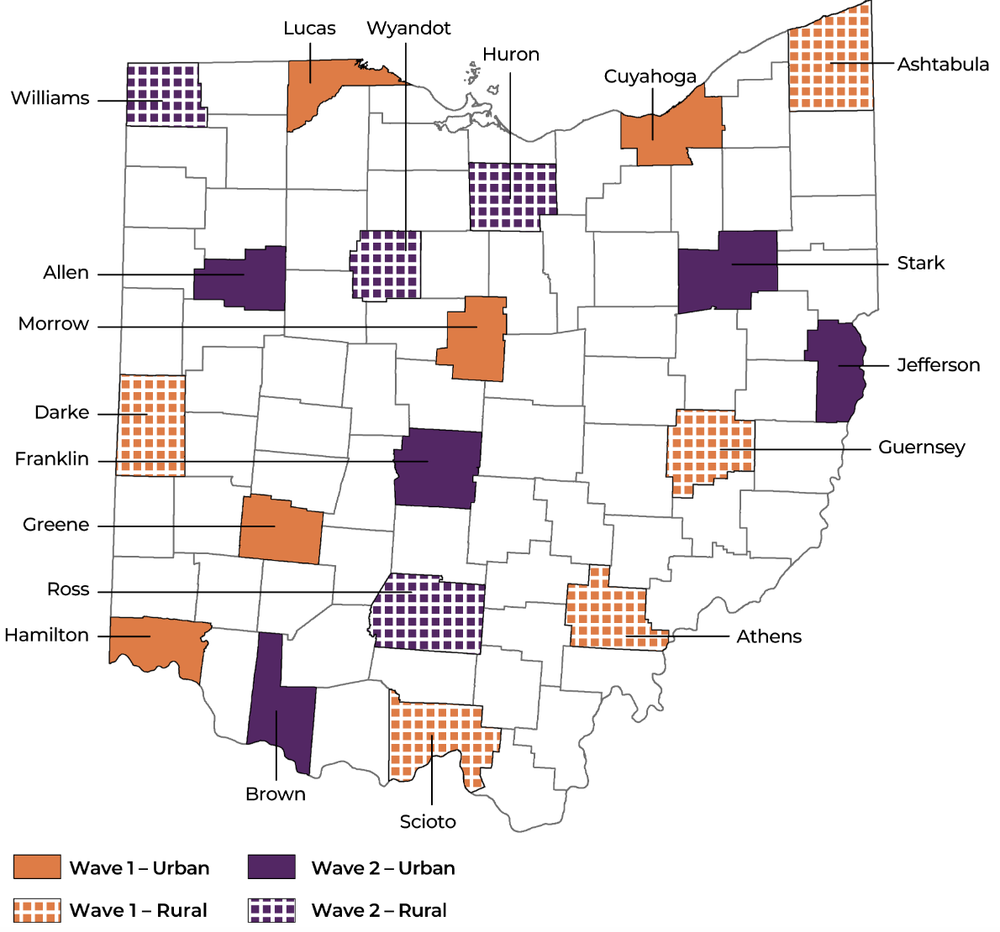 Lucas
Wyandot
Huron
Cuyahoga
Ashtabula
Williams
Allen
Stark
Morrow
Jefferson
Darke
Guernsey
Franklin
Greene
Ross
Hamilton
Athens
Brown
Scioto
Wave 1 – Urban
Wave 2 – Urban
Wave 1 – Rural
Wave 2 – Rural